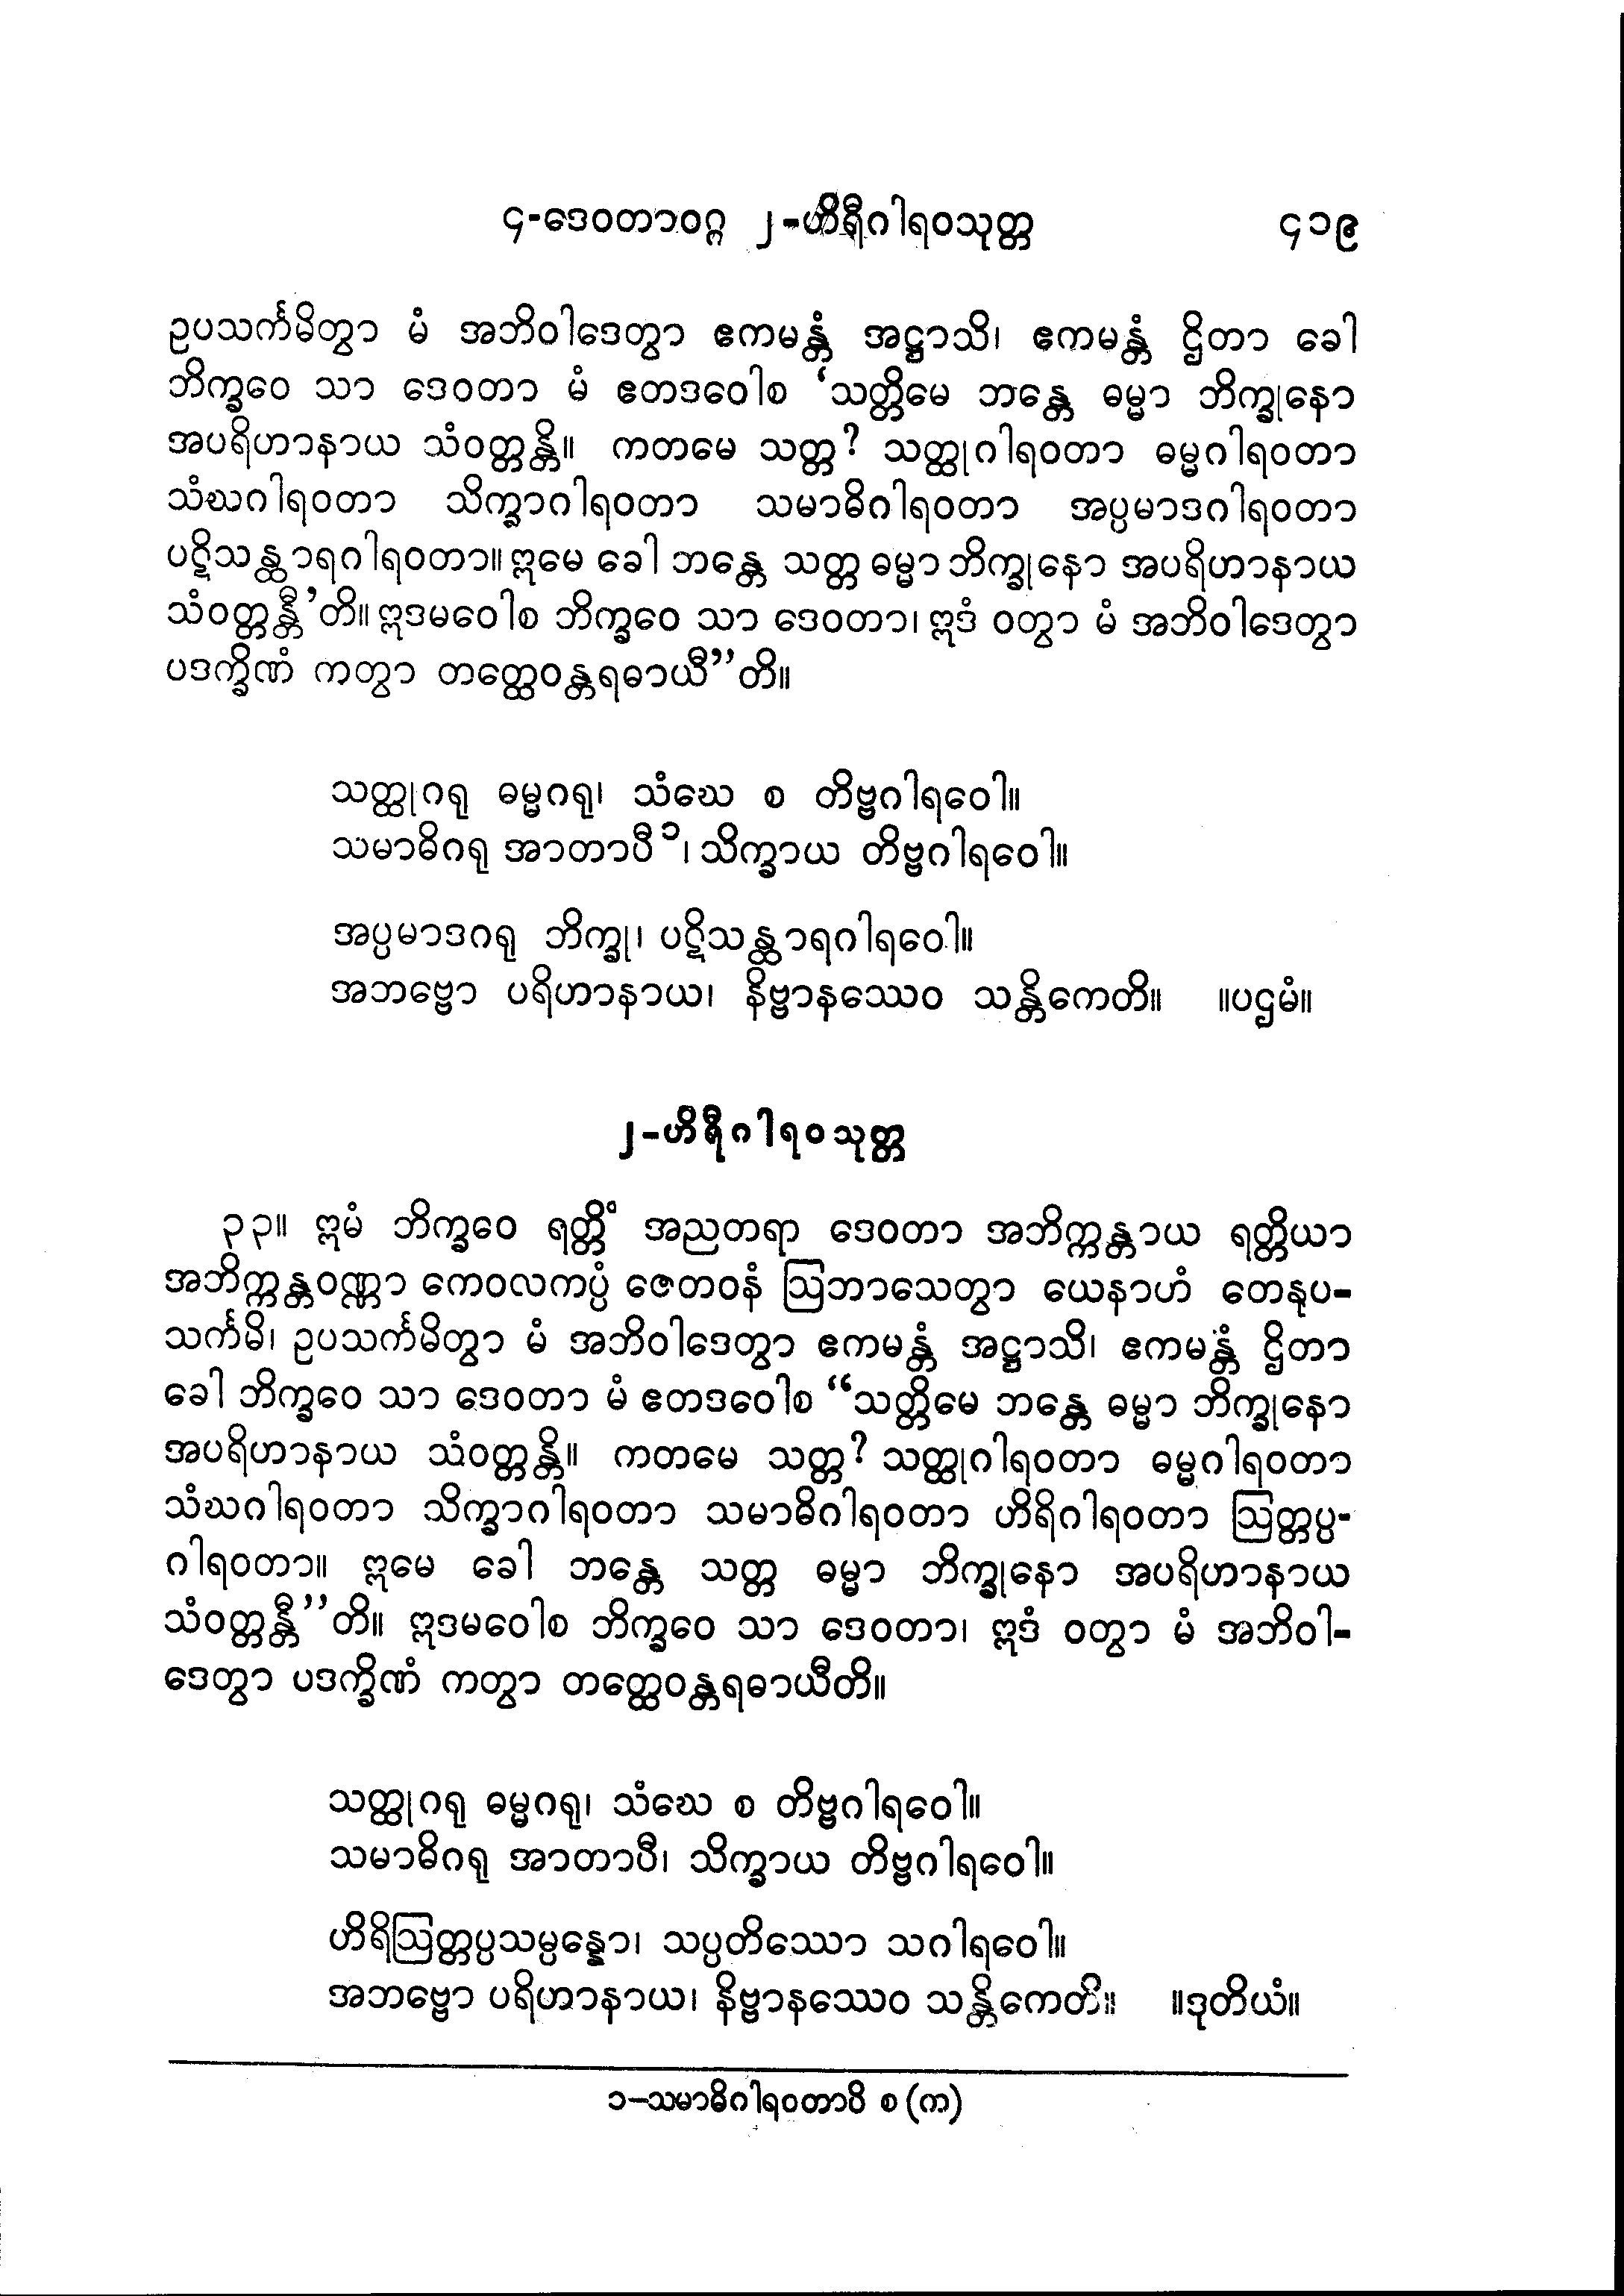 ၄-ဒေဝတာဝဂ္ဂ ၂-ဟိရီဂါရဝသုတ္တ ၄၁၉
ဥပသင်္ကမိတွာ မံ အဘိဝါဒေတွာ ဧကမန္တံ အဋ္ဌာသိ၊ ဧကမန္တံ ဌိတာ ခေါ
ဘိက္ခဝေ သာ ဒေဝတာ မံ ဧတဒဝေါစ ‘သတ္တိမေ ဘန္တေ ဓမ္မာ ဘိက္ခုနော
အပရိဟာနာယ သံဝတ္တန္တိ။ ကတမေ သတ္တ? သတ္ထုဂါရဝတာ ဓမ္မဂါရဝတာ
သံဃဂါရဝတာ သိက္ခာဂါရဝတာ သမာဓိဂါရဝတာ အပ္ပမာဒဂါရဝတာ
ပဋိသန္ထာရဂါရဝတာ။ ဣမေ ခေါ ဘန္တေ သတ္တ ဓမ္မာ ဘိက္ခုနော အပရိဟာနာယ
သံဝတ္တန္တီ’တိ။ ဣဒမဝေါစ ဘိက္ခဝေ သာ ဒေဝတာ၊ ဣဒံ ဝတွာ မံ အဘိဝါဒေတွာ
ပဒက္ခိဏံ ကတွာ တတ္ထေဝန္တရဓာယီ”တိ။
သတ္ထုဂရု ဓမ္မဂရု၊ သံဃေ စ တိဗ္ဗဂါရဝေါ။
သမာဓိဂရု အာတာပီ၁၊ သိက္ခာယ တိဗ္ဗဂါရဝေါ။
အပ္ပမာဒဂရု ဘိက္ခု၊ ပဋိသန္ထာရဂါရဝေါ။
အဘဗ္ဗော ပရိဟာနာယ၊ နိဗ္ဗာနဿေဝ သန္တိကေတိ။ ။ပဌမံ။
၂-ဟိရီဂါရဝသုတ္တ
၃၃။ ဣမံ ဘိက္ခဝေ ရတ္တိံ အညတရာ ဒေဝတာ အဘိက္ကန္တာယ ရတ္တိယာ
အဘိက္ကန္တဝဏ္ဏာ ကေဝလကပ္ပံ ဇေတဝနံ ဩဘာသေတွာ ယေနာဟံ တေနုပ-
သင်္ကမိ၊ ဥပသင်္ကမိတွာ မံ အဘိဝါဒေတွာ ဧကမန္တံ အဋ္ဌာသိ၊ ဧကမန္တံ ဌိတာ
ခေါ ဘိက္ခဝေ သာ ဒေဝတာ မံ ဧတဒဝေါစ “သတ္တိမေ ဘန္တေ ဓမ္မာ ဘိက္ခုနော
အပရိဟာနာယ သံဝတ္တန္တိ။ ကတမေ သတ္တ? သတ္ထုဂါရဝတာ ဓမ္မဂါရဝတာ
သံဃဂါရဝတာ သိက္ခာဂါရဝတာ သမာဓိဂါရဝတာ ဟိရိဂါရဝတာ ဩတ္တပ္ပ-
ဂါရဝတာ။ ဣမေ ခေါ ဘန္တေ သတ္တ ဓမ္မာ ဘိက္ခုနော အပရိဟာနာယ
သံဝတ္တန္တီ”တိ။ ဣဒမဝေါစ ဘိက္ခဝေ သာ ဒေဝတာ၊ ဣဒံ ဝတွာ မံ အဘိဝါ-
ဒေတွာ ပဒက္ခိဏံ ကတွာ တတ္ထေဝန္တရဓာယီတိ။
သတ္ထုဂရု ဓမ္မဂရု၊ သံဃေ စ တိဗ္ဗဂါရဝေါ။
သမာဓိဂရု အာတာပီ၊ သိက္ခာယ တိဗ္ဗဂါရဝေါ။
ဟိရိဩတ္တပ္ပသမ္ပန္နော၊ သပ္ပတိဿော သဂါရဝေါ။
အဘဗ္ဗော ပရိဟာနာယ၊ နိဗ္ဗာနဿေဝ သန္တိကေတိ။ ။ဒုတိယံ။
၁-သမာဓိဂါရဝတာပိ စ (က)